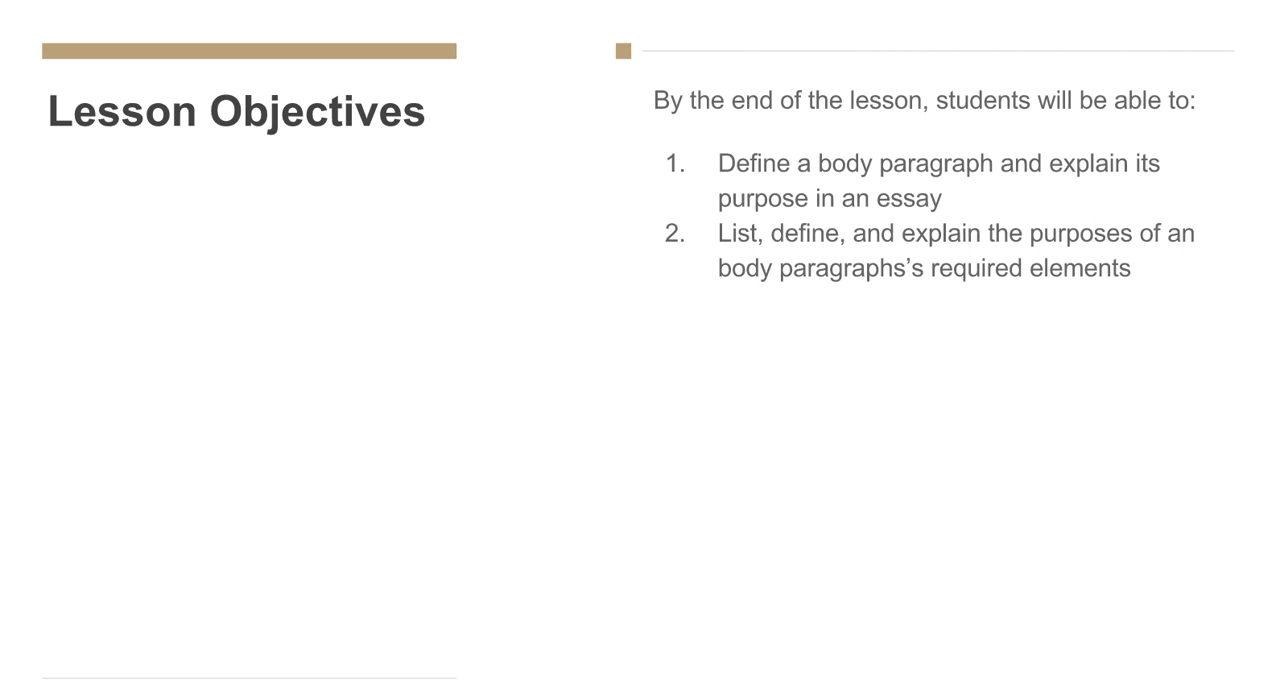 Lesson Objectives
By the end of the lesson, students will be able to:
1. Define a body paragraph and explain its
purpose in an essay
2. List, define, and explain the purposes of an
body paragraphs’s required elements